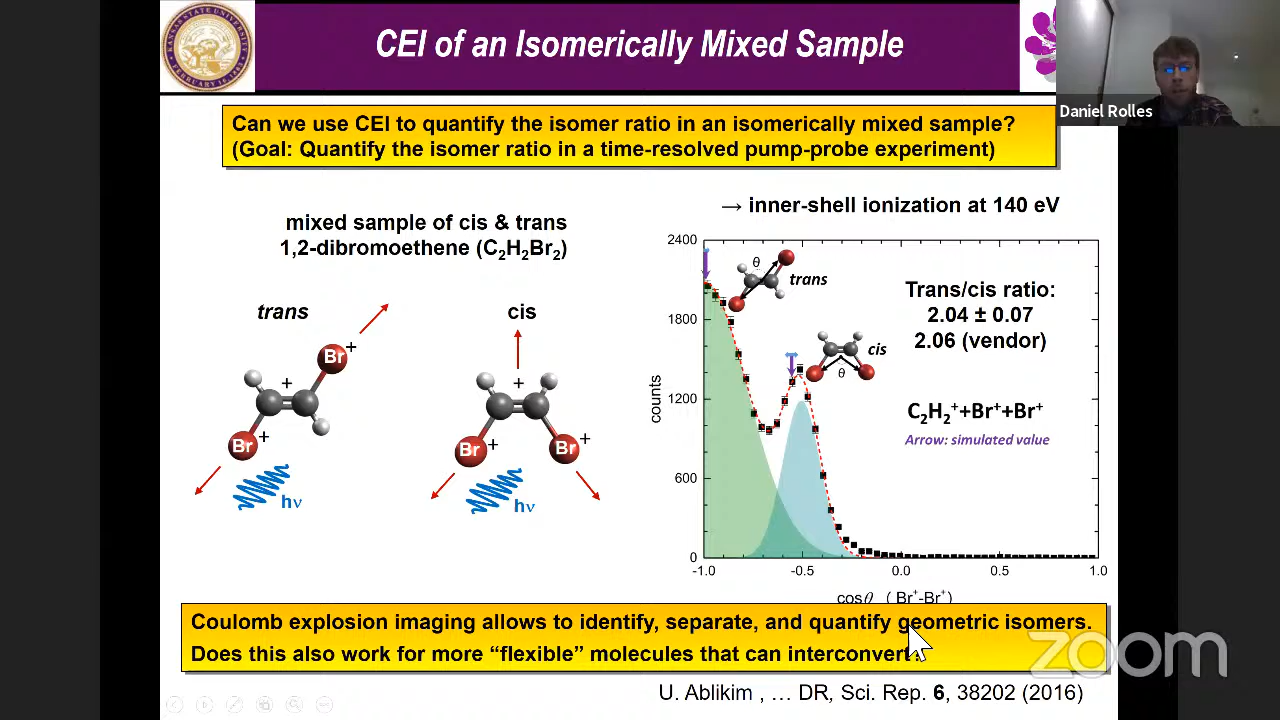 CEI of an Isomerically Mixed Sample
KANSAS STATE UNIVERSITY
FEBRUARY 16, 1863
Daniel Rolles
Can we use CEI to quantify the isomer ratio in an isomerically mixed sample?
(Goal: Quantify the isomer ratio in a time-resolved pump-probe experiment)
mixed sample of cis & trans
1,2-dibromoethene (C₂H₂Br₂)
trans
cis
Br+
+
Br+
hν
+
Br+
Br+
hν
→ inner-shell ionization at 140 eV
2400
1800
1200
600
0
counts
θ
trans
cis
θ
Trans/cis ratio:
2.04 ± 0.07
2.06 (vendor)
C₂H₂⁺+Br⁺+Br⁺
Arrow: simulated value
-1.0 -0.5 0.0 0.5 1.0
cosθ (Br⁺-Br⁺)
Coulomb explosion imaging allows to identify, separate, and quantify geometric isomers.
Does this also work for more “flexible” molecules that can interconvert?
U. Ablikim , … DR, Sci. Rep. 6, 38202 (2016)
zoom